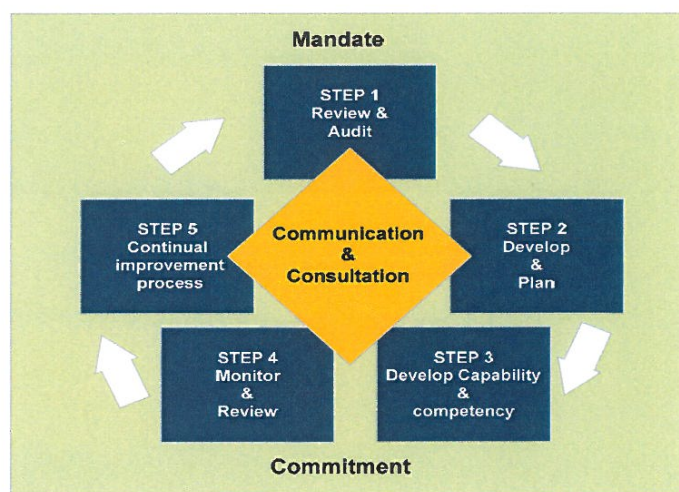 Mandate
STEP 1
Review &
Audit
STEP 2
Develop
&
Plan
STEP 3
Develop Capability
&
competency
STEP 4
Monitor
&
Review
STEP 5
Continual
improvement
process
Communication
&
Consultation
Commitment